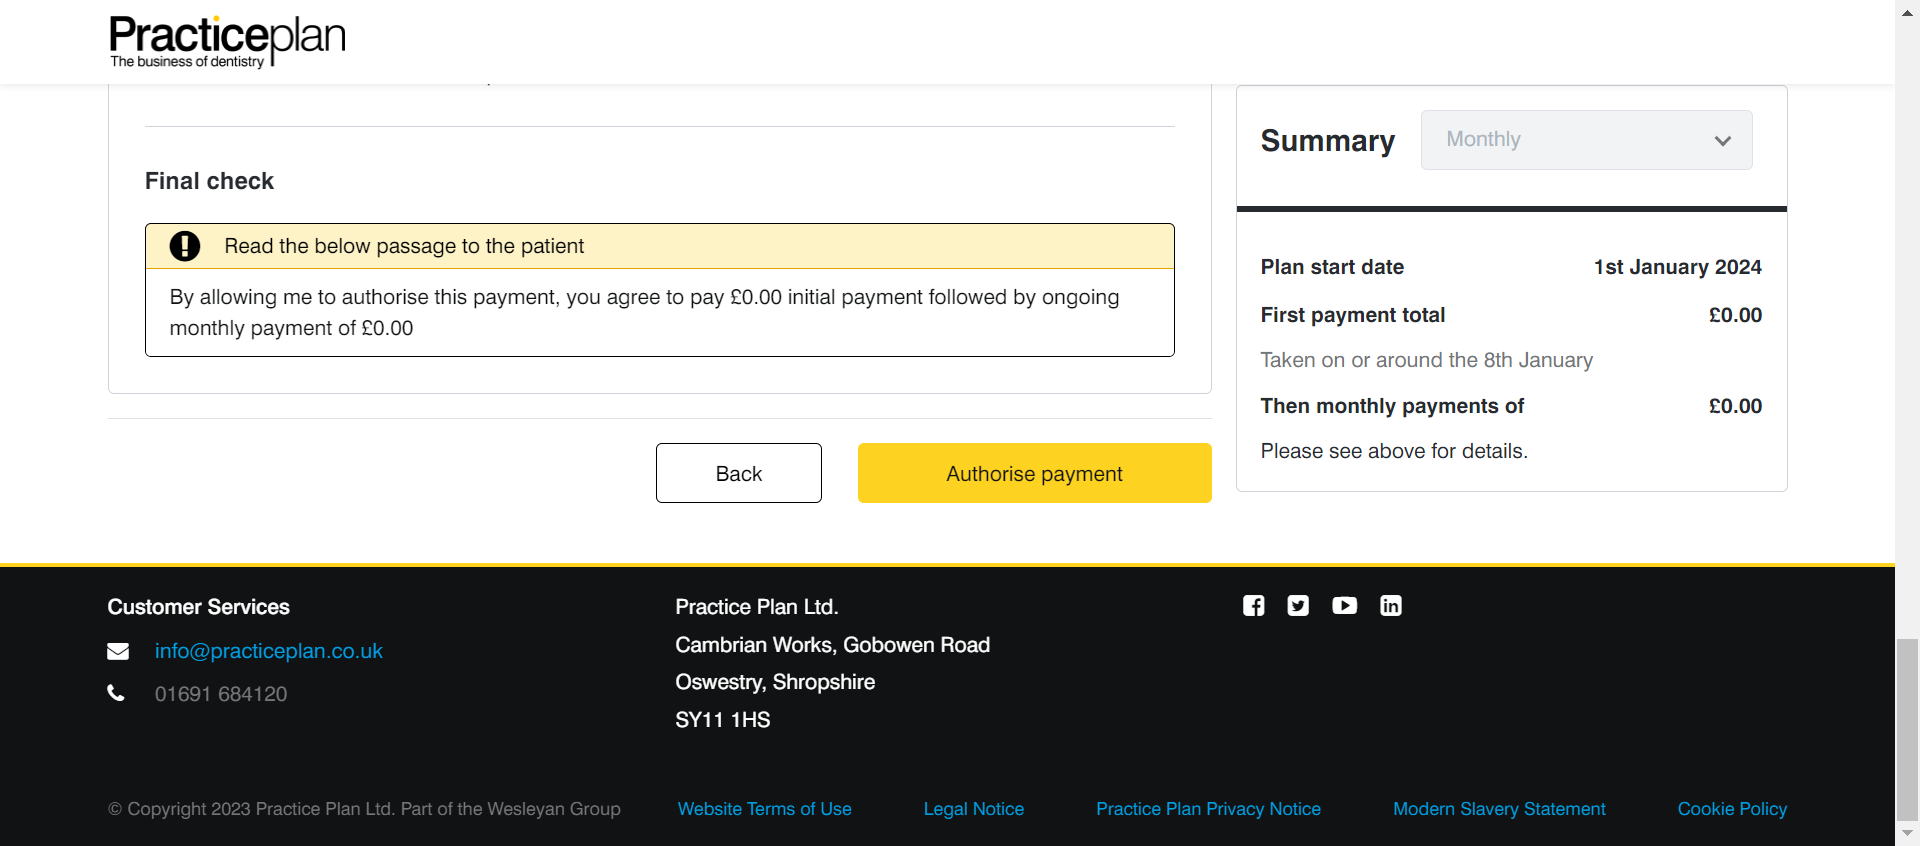 Practiceplan
The business of dentistry
Final check
Read the below passage to the patient
By allowing me to authorise this payment, you agree to pay £0.00 initial payment followed by ongoing
monthly payment of £0.00
Back
Authorise payment
Summary
Monthly
Plan start date 1st January 2024
First payment total £0.00
Taken on or around the 8th January
Then monthly payments of £0.00
Please see above for details.
Customer Services
info@practiceplan.co.uk
01691 684120
Practice Plan Ltd.
Cambrian Works, Gobowen Road
Oswestry, Shropshire
SY11 1HS
© Copyright 2023 Practice Plan Ltd. Part of the Wesleyan Group
Website Terms of Use
Legal Notice
Practice Plan Privacy Notice
Modern Slavery Statement
Cookie Policy